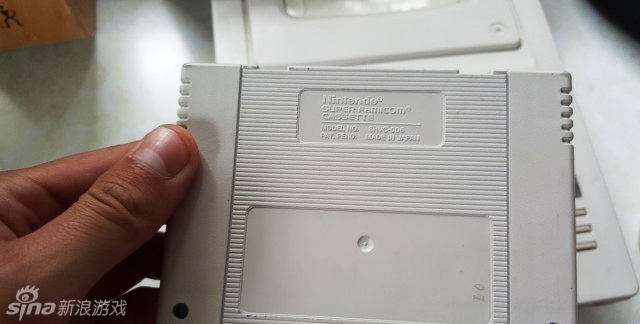 Nintendo®
SUPER FAMICOM®
CASSETTE
MODEL NO. SHVC-006
PAT. PEND. MADE IN JAPAN
sina新浪游戏